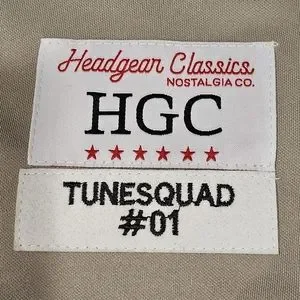 Headgear Classics
NOSTALGIA CO.
HGC
TUNESQUAD
#01